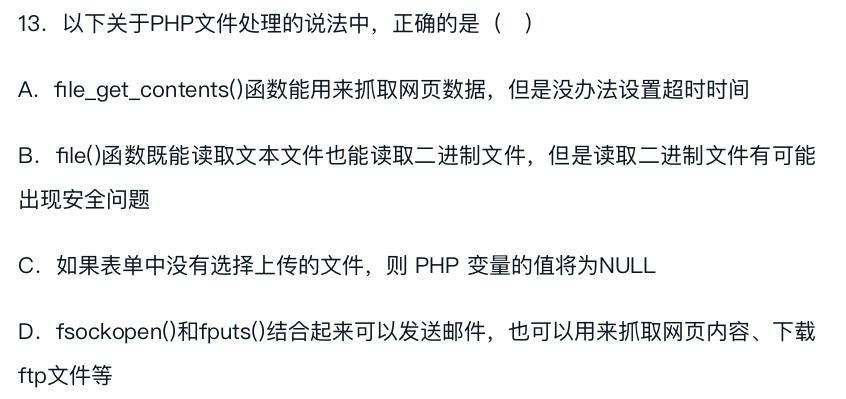 13．以下关于PHP文件处理的说法中，正确的是（　）
A．file_get_contents()函数能用来抓取网页数据，但是没办法设置超时时间
B．file()函数既能读取文本文件也能读取二进制文件，但是读取二进制文件有可能
出现安全问题
C．如果表单中没有选择上传的文件，则 PHP 变量的值将为NULL
D．fsockopen()和fputs()结合起来可以发送邮件，也可以用来抓取网页内容、下载
ftp文件等